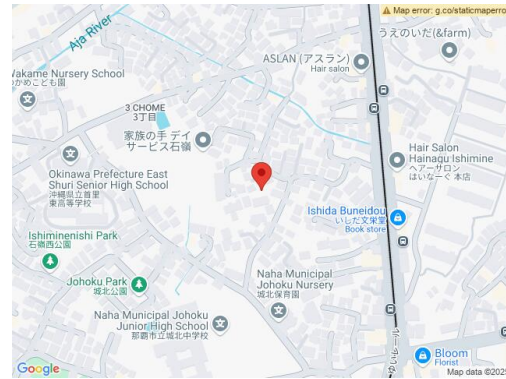 Map error: g.co/staticmaperro
Aja River
うえのいだ(&farm)
ASLAN (アスラン)
Hair salon
Wakame Nursery School
わかめこども園
3 CHOME
3丁目
家族の手 デイ
サービス石嶺
Hair Salon
Hainagu Ishimine
ヘアーサロン
はいなーぐ 本店
Okinawa Prefecture East
Shuri Senior High School
沖縄県立首里
東高等学校
Ishida Buneidou
いしだ文栄堂
Book store
Ishiminenishi Park
石嶺西公園
Johoku Park
城北公園
Naha Municipal
Johoku Nursery
城北保育園
Naha Municipal Johoku
Junior High School
那覇市立城北中学校
Bloom
Florist
Google
Map data ©2025